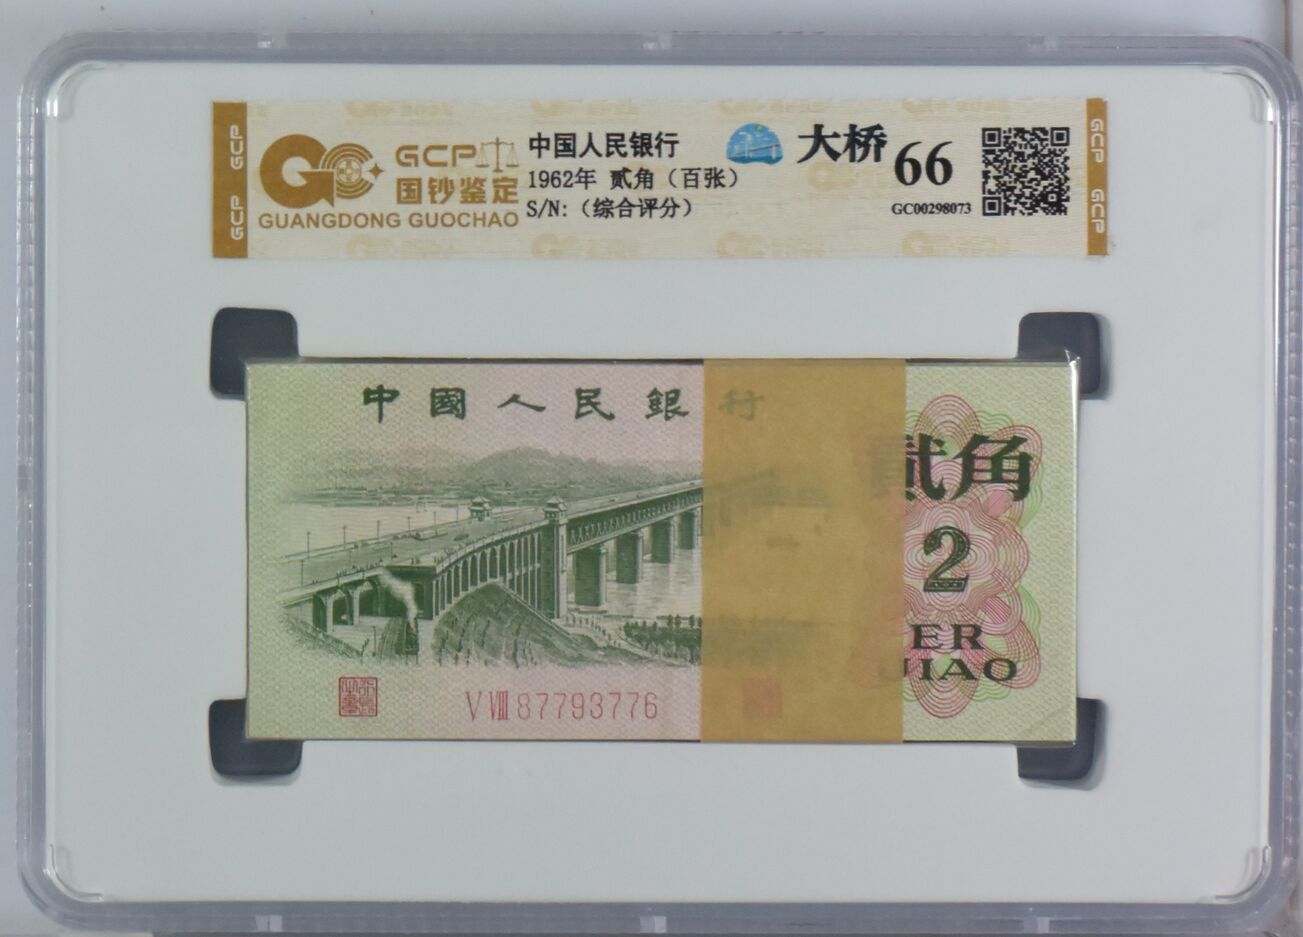 GCP
GCP
GCP
国钞鉴定
GUANGDONG GUOCHAO
中国人民银行
1962年 贰角（百张）
S/N:（综合评分）
大桥
66
GC00298073
GCP
GCP
中國人民銀行
貳角
2
ER
JIAO
V VIII 87793776